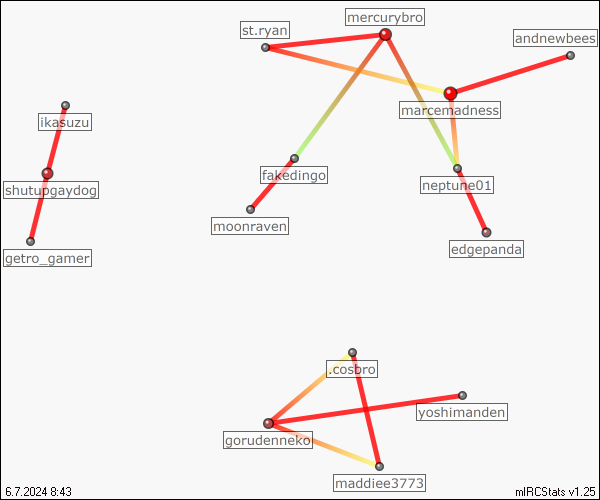 mercurybro
st.ryan
andnewbees
marcemadness
ikasuzu
fakedingo
neptune01
shutupgaydog
moonraven
edgepanda
getro_gamer
.cosbro
yoshimanden
gorudenneko
maddiee3773
6.7.2024 8:43
mIRCStats v1.25